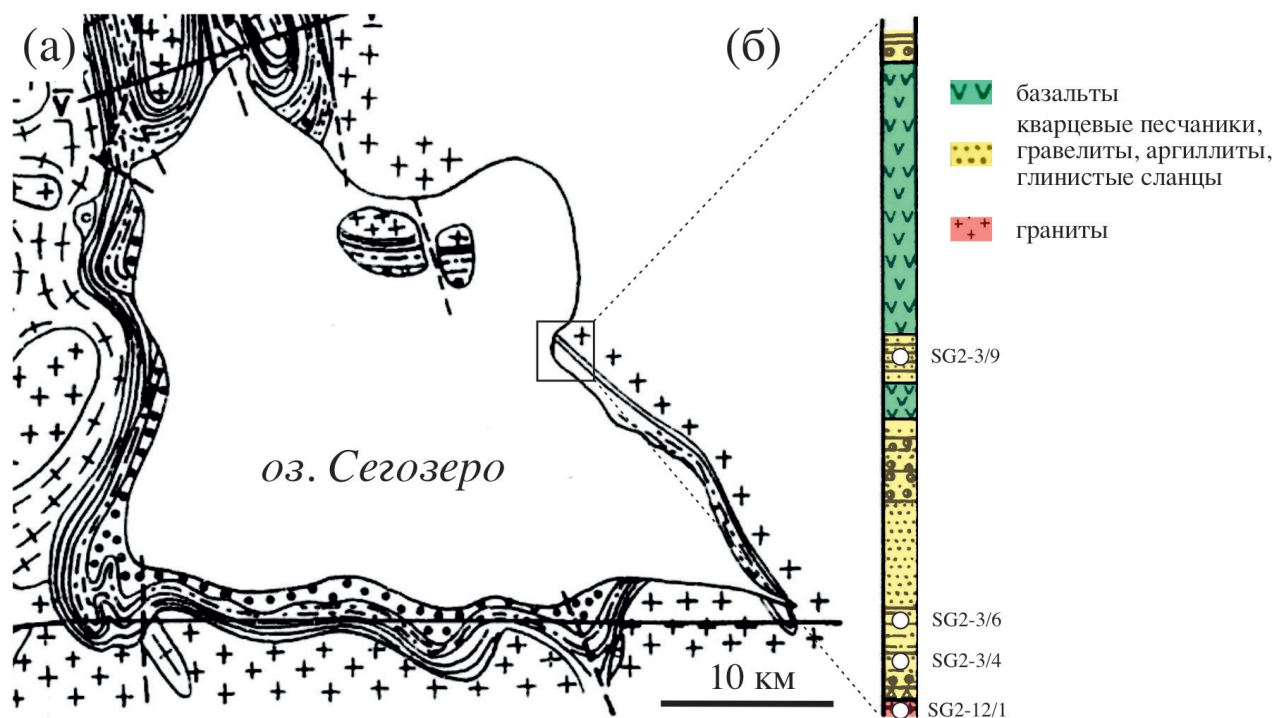 (а)
(б)
базальты
кварцевые песчаники,
гравелиты, аргиллиты,
глинистые сланцы
граниты
SG2-3/9
оз. Сегозеро
SG2-3/6
SG2-3/4
10 км
SG2-12/1